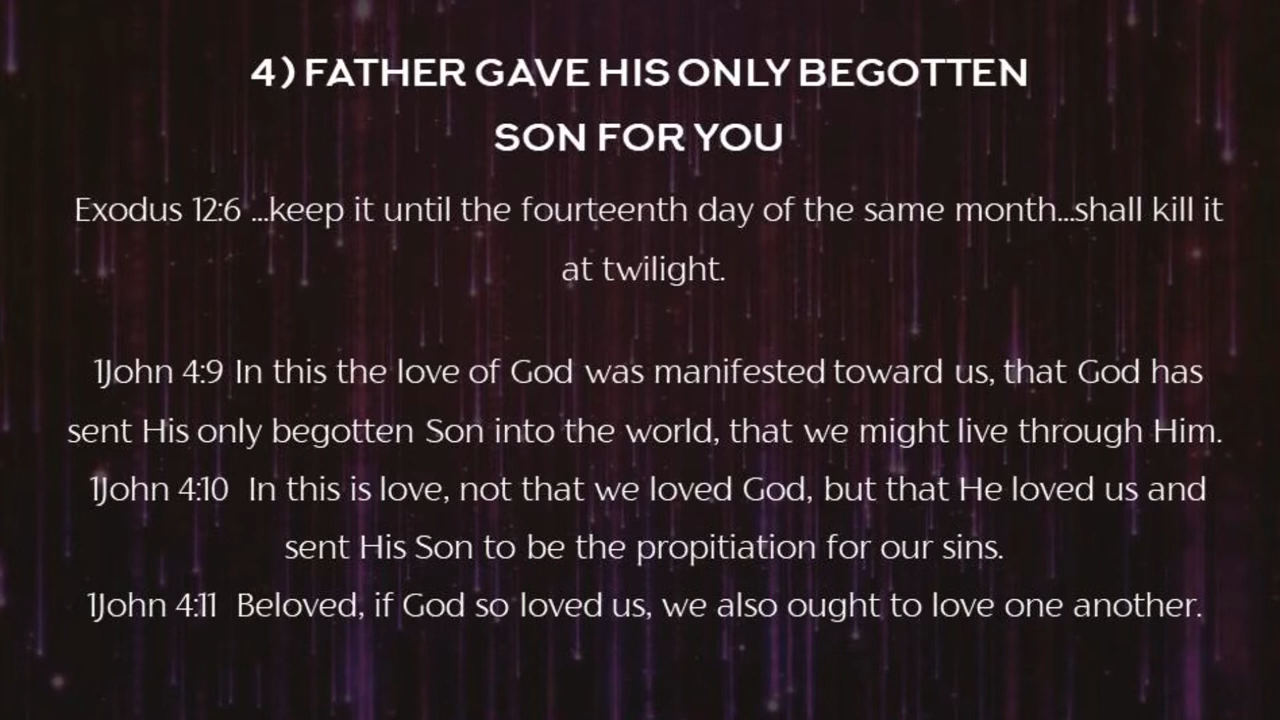 4) FATHER GAVE HIS ONLY BEGOTTEN
SON FOR YOU
Exodus 12:6 ...keep it until the fourteenth day of the same month...shall kill it
at twilight.
1John 4:9 In this the love of God was manifested toward us, that God has
sent His only begotten Son into the world, that we might live through Him.
1John 4:10 In this is love, not that we loved God, but that He loved us and
sent His Son to be the propitiation for our sins.
1John 4:11 Beloved, if God so loved us, we also ought to love one another.